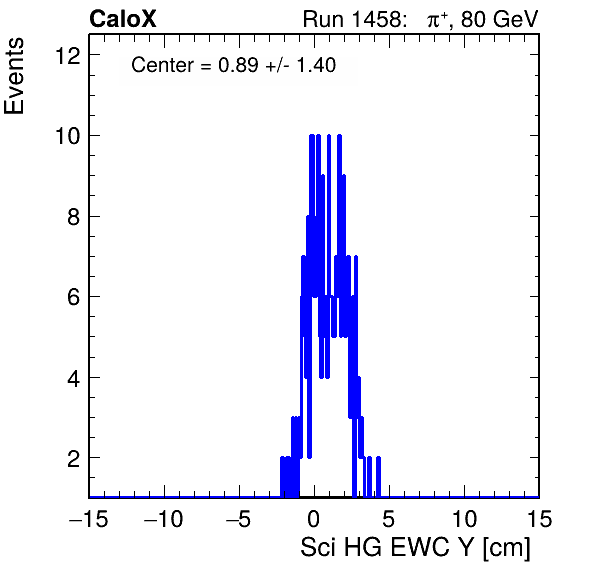 CaloX Run 1458: π⁺, 80 GeV
Events
Center = 0.89 +/- 1.40
12
10
8
6
4
2
−15 −10 −5 0 5 10 15
Sci HG EWC Y [cm]